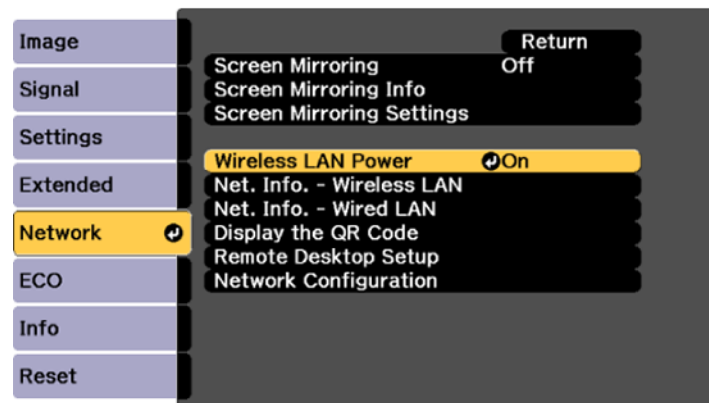 Image
Signal
Settings
Extended
Network
ECO
Info
Reset
Return
Screen Mirroring Off
Screen Mirroring Info
Screen Mirroring Settings
Wireless LAN Power On
Net. Info. - Wireless LAN
Net. Info. - Wired LAN
Display the QR Code
Remote Desktop Setup
Network Configuration